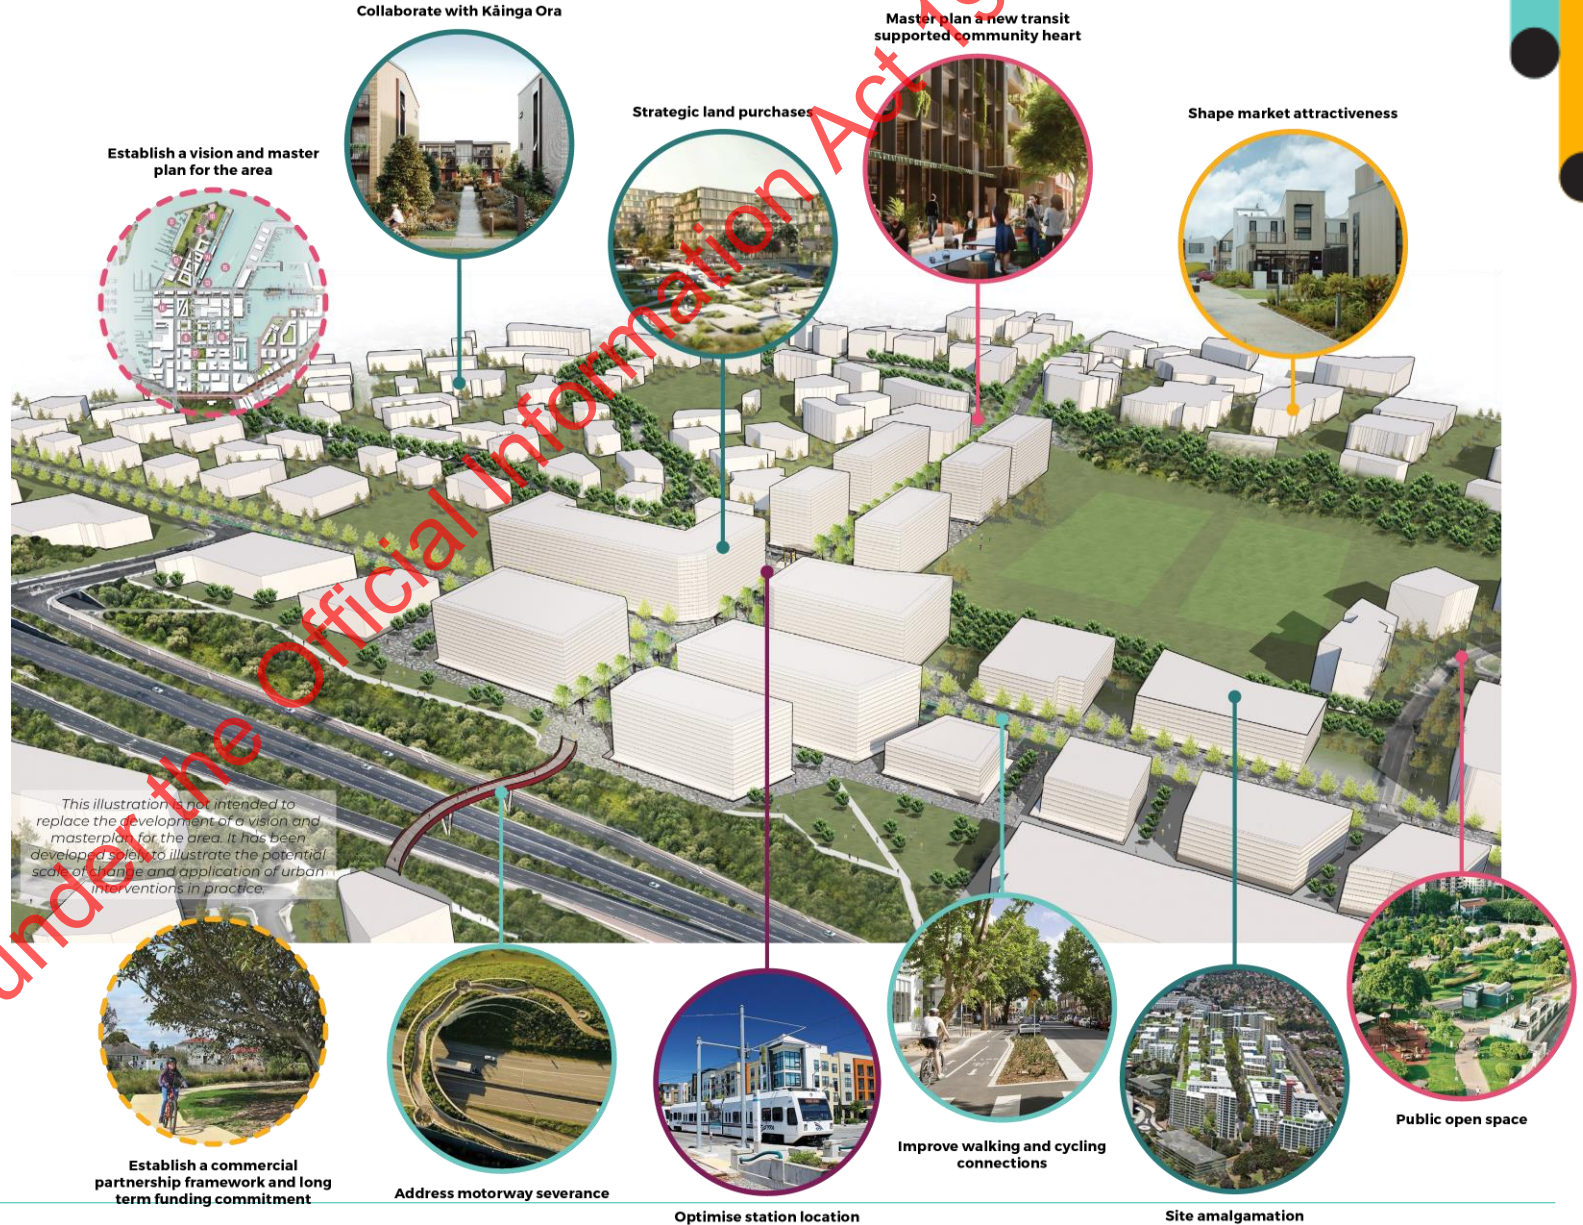 Collaborate with Kāinga Ora
Master plan a new transit
supported community heart
Strategic land purchases
Shape market attractiveness
Establish a vision and master
plan for the area
under the Official Information Act 19
This illustration is not intended to
replace the development of a vision and
masterplan for the area. It has been
developed solely to illustrate the potential
scale of change and application of urban
interventions in practice.
Establish a commercial
partnership framework and long
term funding commitment
Address motorway severance
Optimise station location
Improve walking and cycling
connections
Site amalgamation
Public open space